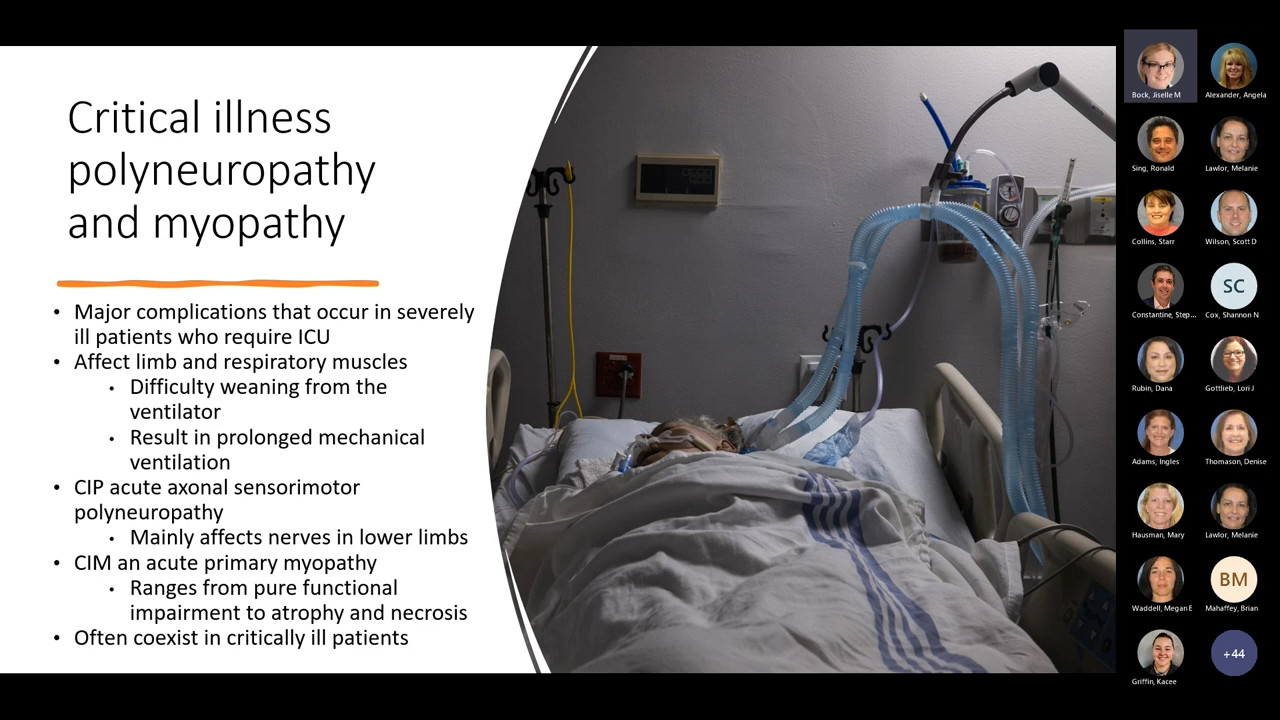 Critical illness
polyneuropathy
and myopathy
• Major complications that occur in severely
ill patients who require ICU
• Affect limb and respiratory muscles
• Difficulty weaning from the
ventilator
• Result in prolonged mechanical
ventilation
• CIP acute axonal sensorimotor
polyneuropathy
• Mainly affects nerves in lower limbs
• CIM an acute primary myopathy
• Ranges from pure functional
impairment to atrophy and necrosis
• Often coexist in critically ill patients
Bock, Jiselle M
Alexander, Angela
Sing, Ronald
Lawlor, Melanie
Collins, Starr
Wilson, Scott D
SC
Constantine, Step...
Cox, Shannon N
Rubin, Dana
Gottlieb, Lori J
Adams, Ingles
Thomason, Denise
Hausman, Mary
Lawlor, Melanie
BM
Waddell, Megan E
Mahaffey, Brian
+44
Griffin, Kacee